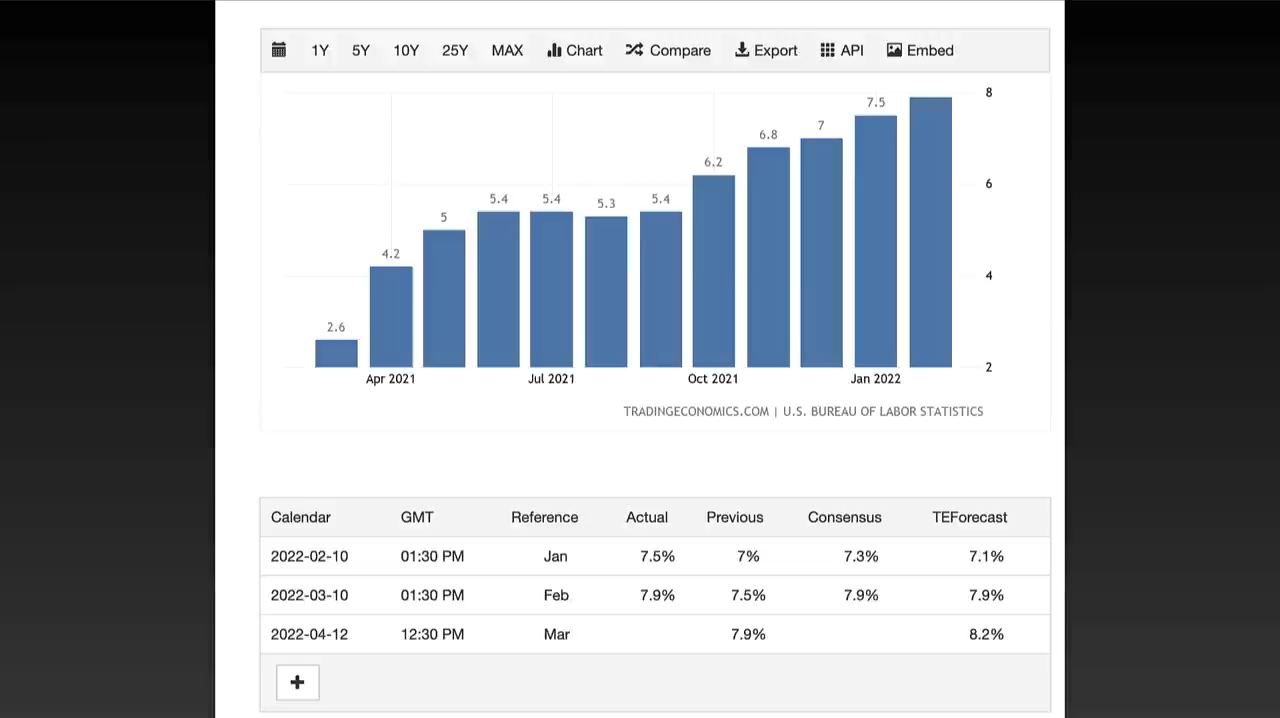 1Y 5Y 10Y 25Y MAX Chart Compare Export API Embed
8
7.5
7
6.8
6.2
6
5.4 5.4 5.3 5.4
5
4.2
4
2.6
2
Apr 2021 Jul 2021 Oct 2021 Jan 2022
TRADINGECONOMICS.COM | U.S. BUREAU OF LABOR STATISTICS
Calendar GMT Reference Actual Previous Consensus TEForecast
2022-02-10 01:30 PM Jan 7.5% 7% 7.3% 7.1%
2022-03-10 01:30 PM Feb 7.9% 7.5% 7.9% 7.9%
2022-04-12 12:30 PM Mar 7.9% 8.2%